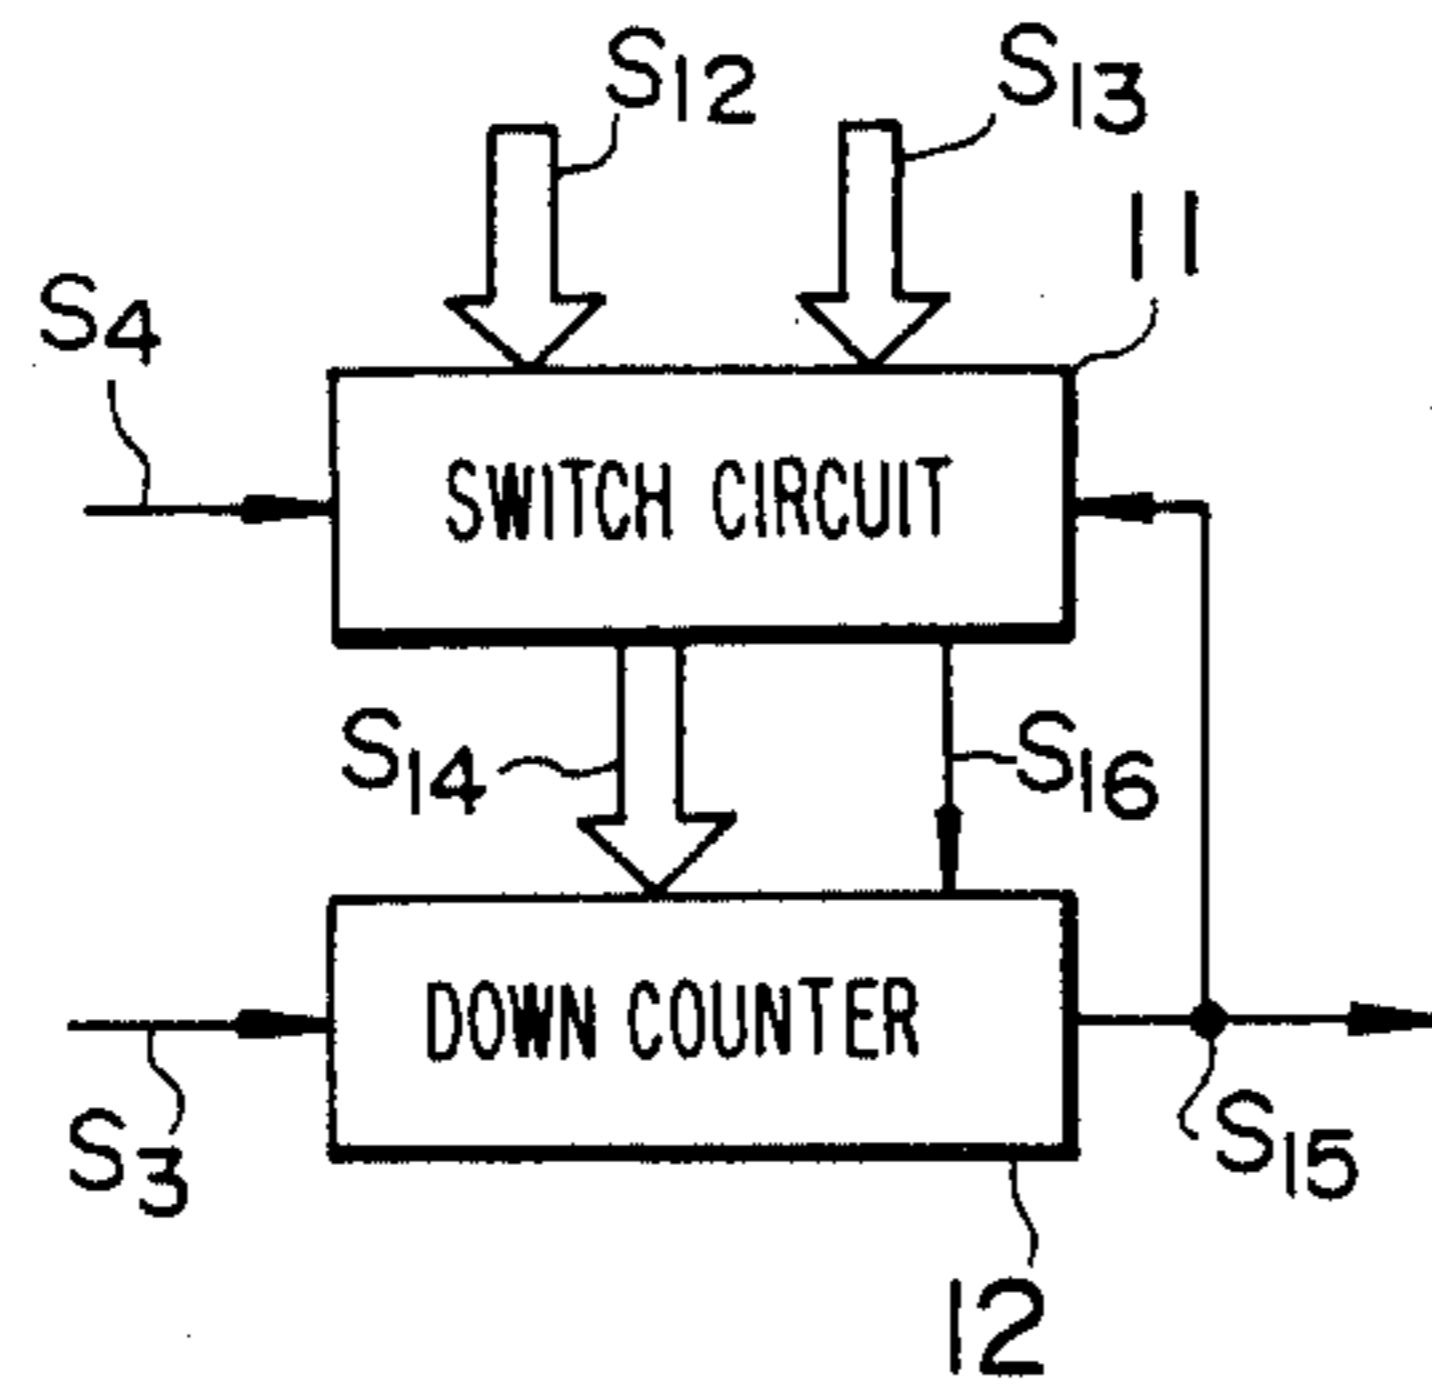 S12
S13
11
S4
SWITCH CIRCUIT
S14
S16
DOWN COUNTER
S3
S15
12